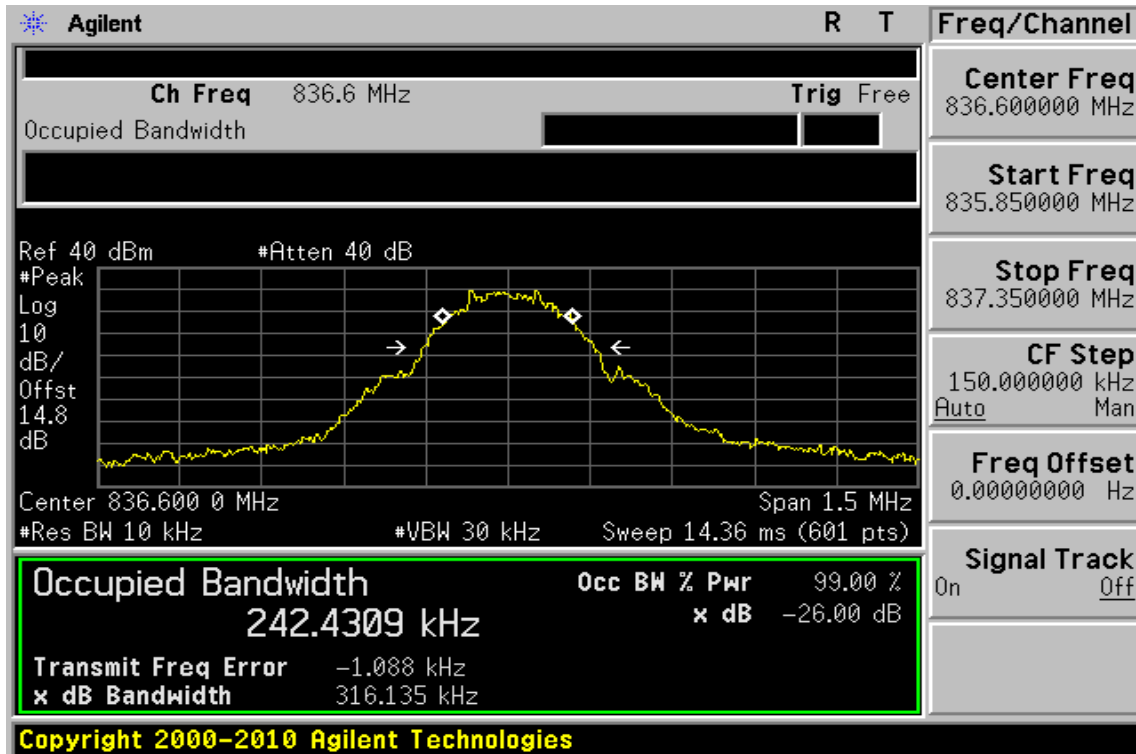 Agilent R T Freq/Channel
Ch Freq 836.6 MHz Trig Free
Occupied Bandwidth
Center Freq
836.600000 MHz
Start Freq
835.850000 MHz
Stop Freq
837.350000 MHz
CF Step
150.000000 kHz
Auto Man
Freq Offset
0.00000000 Hz
Signal Track
On Off
Ref 40 dBm #Atten 40 dB
#Peak
Log
10
dB/
Offst
14.8
dB
Center 836.600 0 MHz Span 1.5 MHz
#Res BW 10 kHz #VBW 30 kHz Sweep 14.36 ms (601 pts)
Occupied Bandwidth Occ BW % Pwr 99.00 %
242.4309 kHz x dB -26.00 dB
Transmit Freq Error -1.088 kHz
x dB Bandwidth 316.135 kHz
Copyright 2000-2010 Agilent Technologies